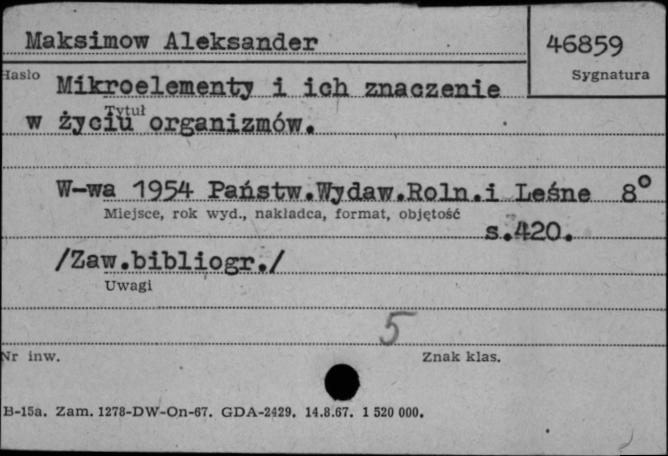 Maksimow Aleksander
46859
Hasło
Sygnatura
Mikroelementy i ich znaczenie
Tytuł
w życiu organizmów.
W-wa 1954 Państw.Wydaw.Roln.i Leśne 8°
Miejsce, rok wyd., nakładca, format, objętość
s.420.
/Zaw.bibliogr./
Uwagi
5
Nr inw.
Znak klas.
B-15a. Zam. 1278-DW-On-67. GDA-2429. 14.8.67. 1 520 000.